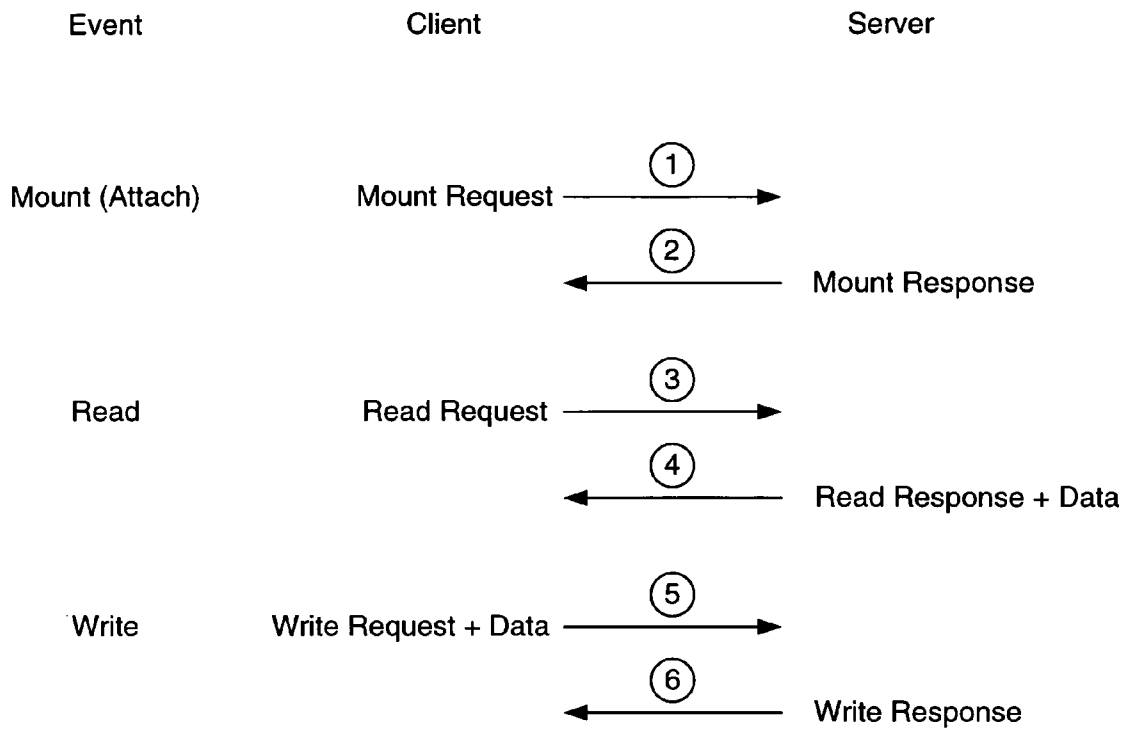 Event Client Server
1
Mount (Attach) Mount Request
2
Mount Response
3
Read Read Request
4
Read Response + Data
5
Write Write Request + Data
6
Write Response